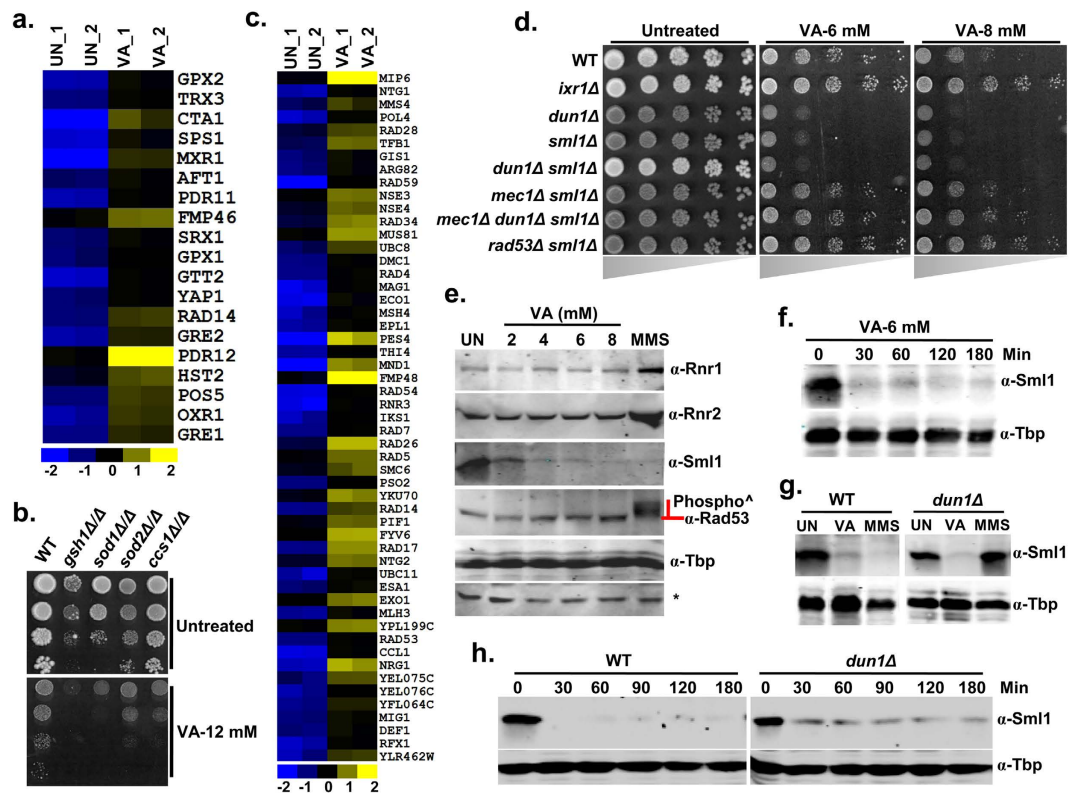 a.
UN_1 UN_2 VA_1 VA_2
GPX2
TRX3
CTA1
SPS1
MXR1
AFT1
PDR11
FMP46
SRX1
GPX1
GTT2
YAP1
RAD14
GRE2
PDR12
HST2
POS5
OXR1
GRE1
-2 -1 0 1 2
b.
WT gsh1Δ/Δ sod1Δ/Δ sod2Δ/Δ ccs1Δ/Δ
Untreated
VA-12 mM
c.
UN_1 UN_2 VA_1 VA_2
MIP6
NTG1
MMS4
POL4
RAD28
TFB1
GIS1
ARG82
RAD59
NSE3
NSE4
RAD34
MUS81
UBC8
DMC1
RAD4
MAG1
ECO1
MSH4
EPL1
PES4
THI4
MND1
FMP48
RAD54
RNR3
IKS1
RAD7
RAD26
RAD5
SMC6
PSO2
YKU70
RAD14
PIF1
FYV6
RAD17
NTG2
UBC11
ESA1
EXO1
MLH3
YPL199C
RAD53
CCL1
NRG1
YEL075C
YEL076C
YFL064C
MIG1
DEF1
RFX1
YLR462W
-2 -1 0 1 2
d.
Untreated VA-6 mM VA-8 mM
WT
ixr1Δ
dun1Δ
sml1Δ
dun1Δ sml1Δ
mec1Δ sml1Δ
mec1Δ dun1Δ sml1Δ
rad53Δ sml1Δ
e.
VA (mM)
UN 2 4 6 8 MMS
α-Rnr1
α-Rnr2
α-Sml1
Phospho^
α-Rad53
α-Tbp
*
f.
VA-6 mM
0 30 60 120 180 Min
α-Sml1
α-Tbp
g.
WT dun1Δ
UN VA MMS UN VA MMS
α-Sml1
α-Tbp
h.
WT dun1Δ
0 30 60 90 120 180 0 30 60 90 120 180 Min
α-Sml1
α-Tbp